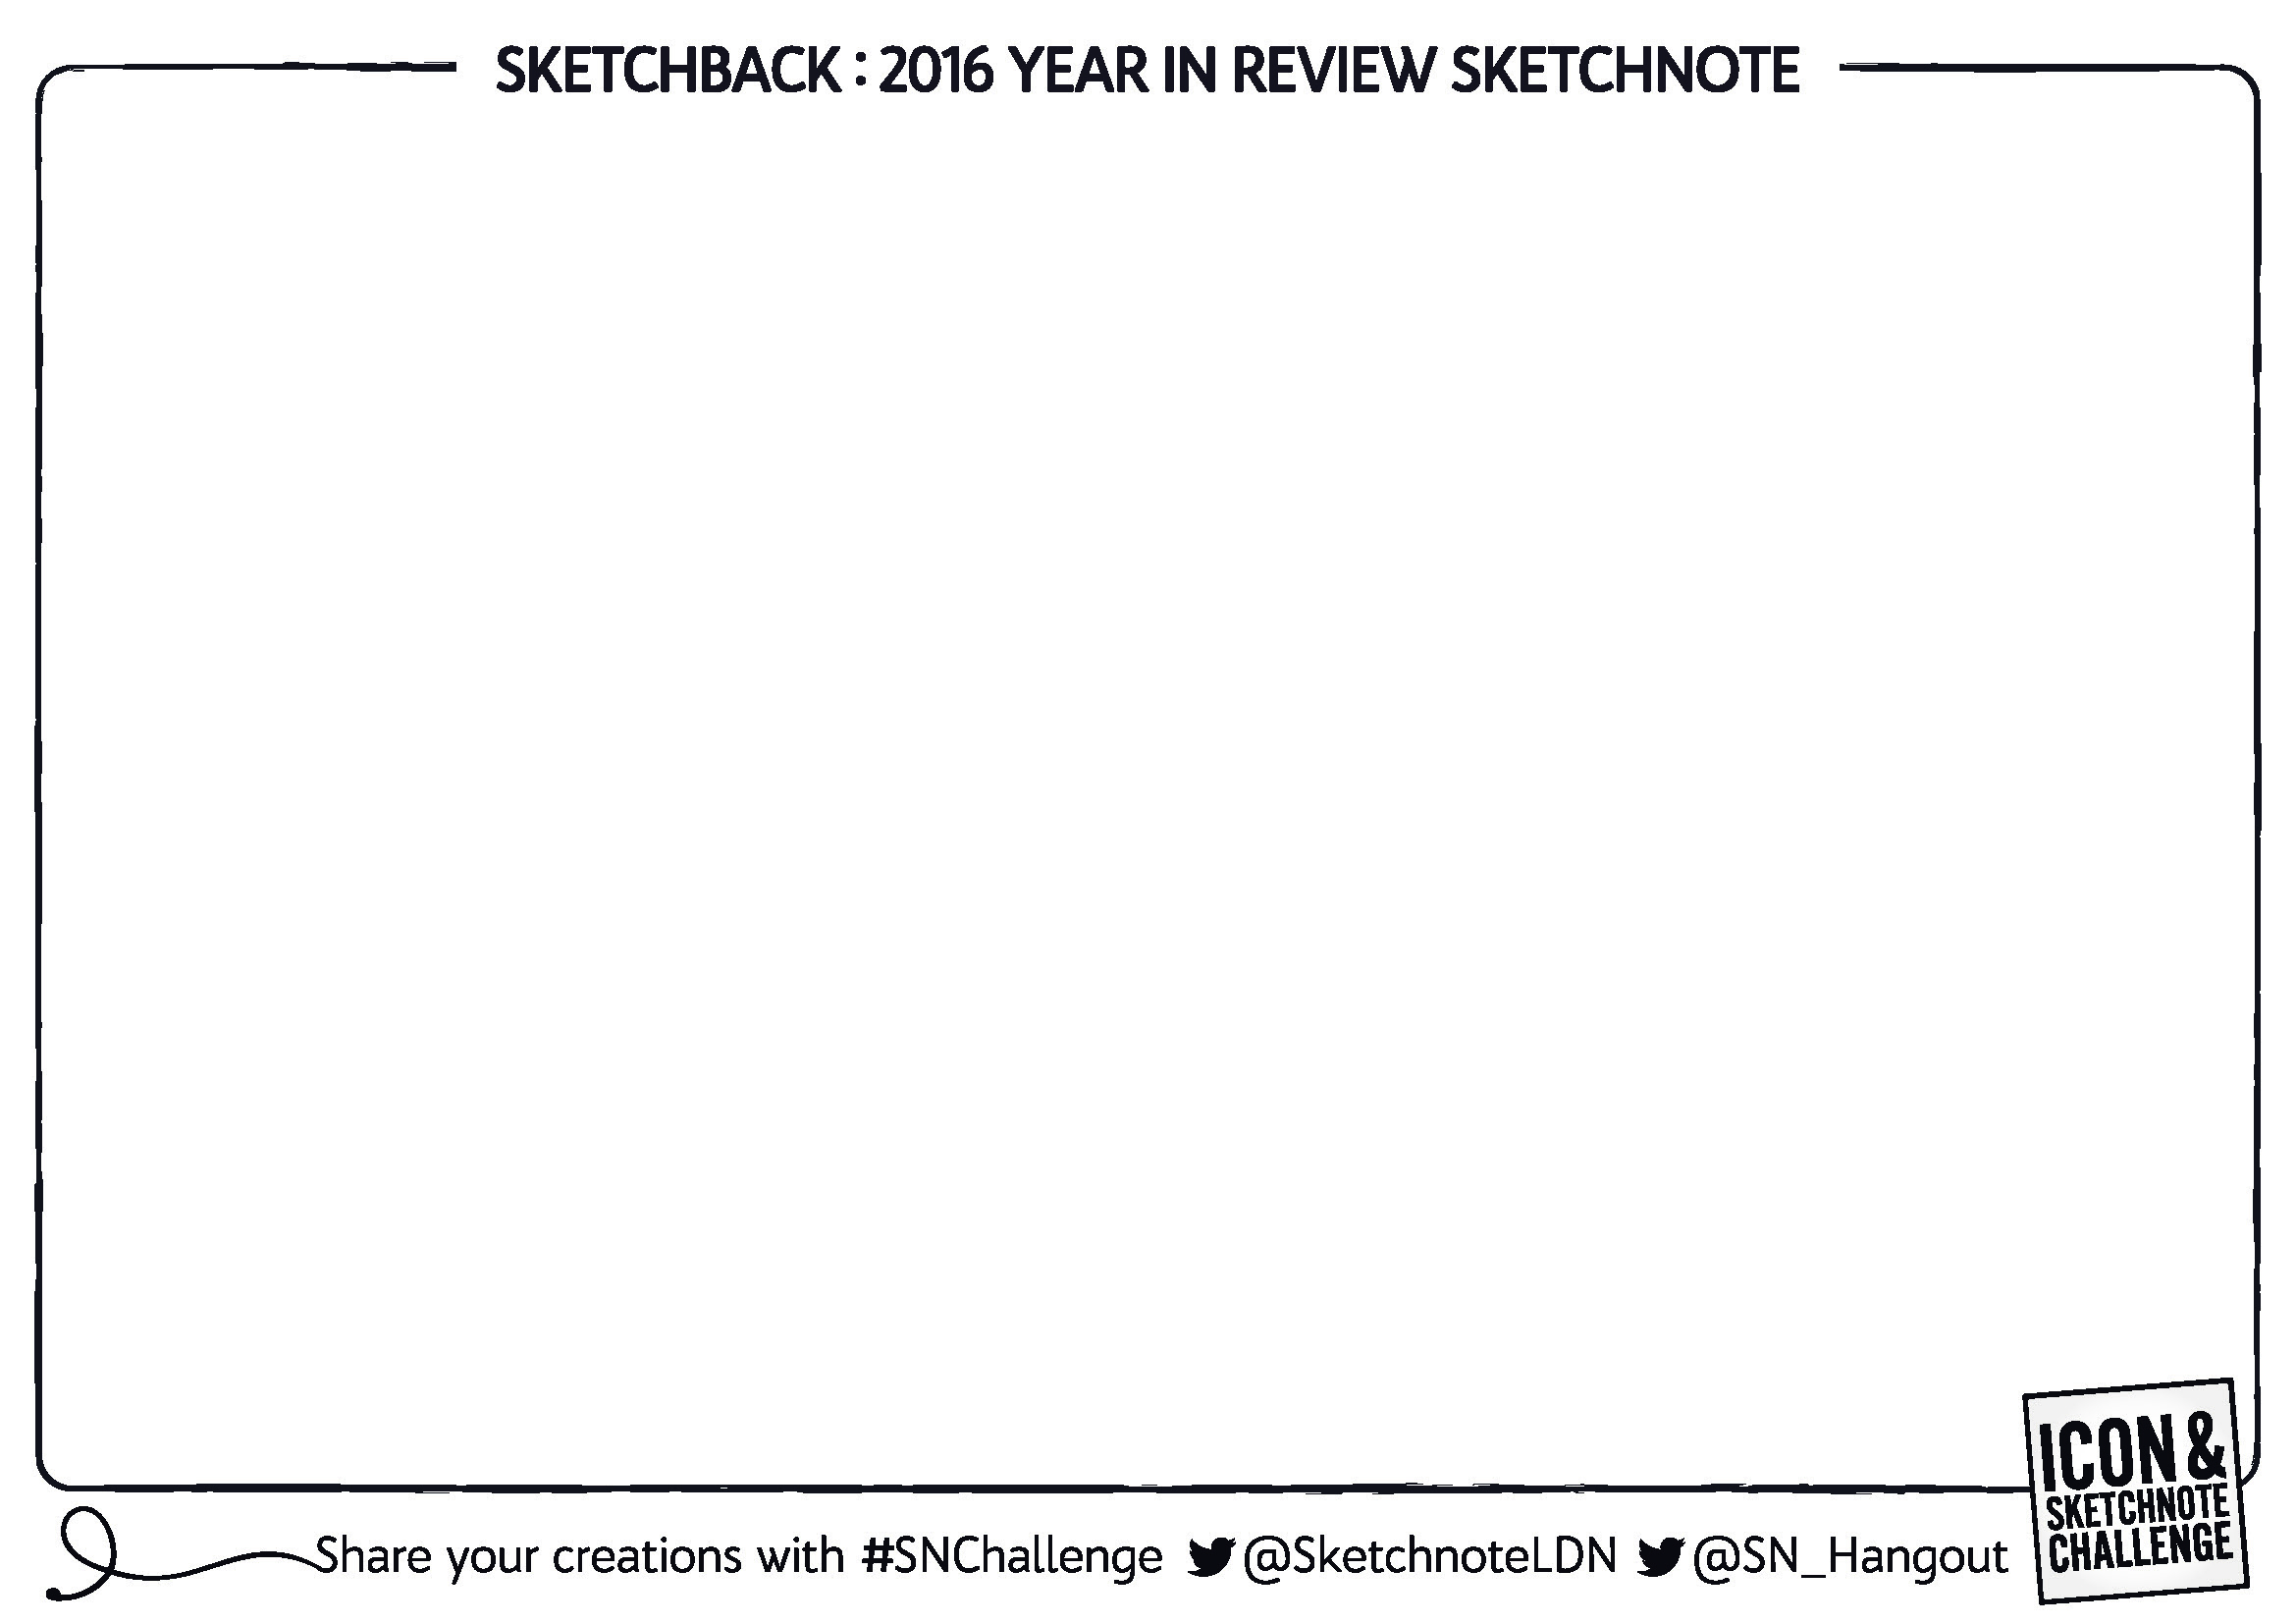 SKETCHBACK : 2016 YEAR IN REVIEW SKETCHNOTE
Share your creations with #SNChallenge @SketchnoteLDN @SN_Hangout
ICON &
SKETCHNOTE
CHALLENGE